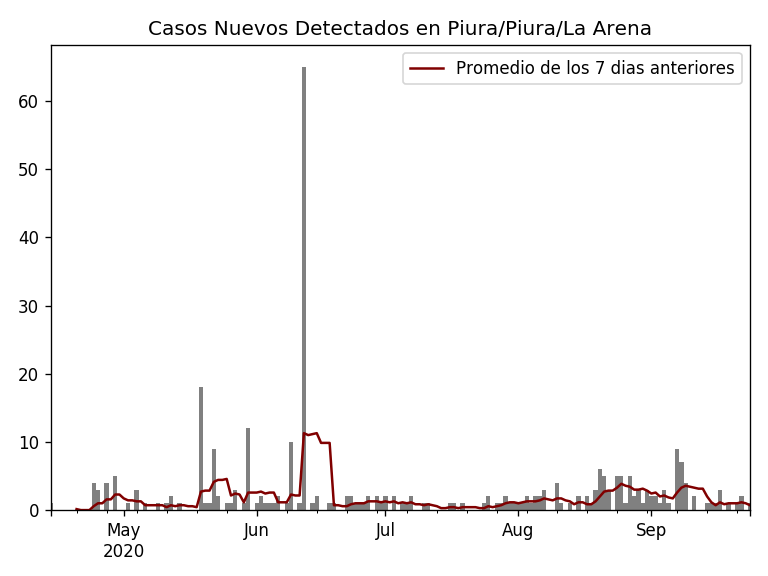 Casos Nuevos Detectados en Piura/Piura/La Arena
Promedio de los 7 dias anteriores
60
50
40
30
20
10
0
May Jun Jul Aug Sep
2020